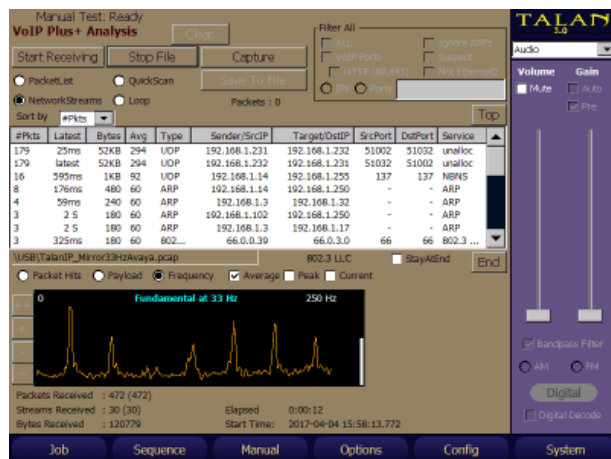 Manual Test: Ready
VoIP Plus+ Analysis
Clear
Filter All
ALL
Ignore ARPs
VoIP Ports
Suspect
HTTP (80,443)
Not Ethernet2
IPs
Ports
Start Receiving
Stop File
Capture
PacketList
QuickScan
Save To File
NetworkStreams
Loop
Packets : 0
Sort by
#Pkts
Top
#Pkts Latest Bytes Avg Type Sender/SrcIP Target/DstIP SrcPort DstPort Service
179 25ms 52KB 294 UDP 192.168.1.231 192.168.1.232 51002 51032 unalloc
179 latest 52KB 294 UDP 192.168.1.232 192.168.1.231 51032 51002 unalloc
16 595ms 1KB 92 UDP 192.168.1.14 192.168.1.255 137 137 NBNS
8 176ms 480 60 ARP 192.168.1.14 192.168.1.250 - - ARP
4 59ms 240 60 ARP 192.168.1.3 192.168.1.32 - - ARP
3 2 S 180 60 ARP 192.168.1.102 192.168.1.250 - - ARP
3 2 S 180 60 ARP 192.168.1.3 192.168.1.17 - - ARP
3 325ms 180 60 802... 66.0.0.39 66.0.3.0 66 66 802.3 ...
\USB\TalanIP_Mirror33HzAvaya.pcap
802.3 LLC
StayAtEnd
End
Packet Hits
Payload
Frequency
Average
Peak
Current
++
+
-
--
0
Fundamental at 33 Hz
250 Hz
Packets Received : 472 (472)
Streams Received : 30 (30)
Elapsed 0:00:12
Bytes Received : 120779
Start Time: 2017-04-04 15:58:13.772
TALAN
3.0
Audio
Volume
Gain
Mute
Auto
Pre
Bandpass Filter
AM
FM
Digital
Digital Decode
Job
Sequence
Manual
Options
Config
System